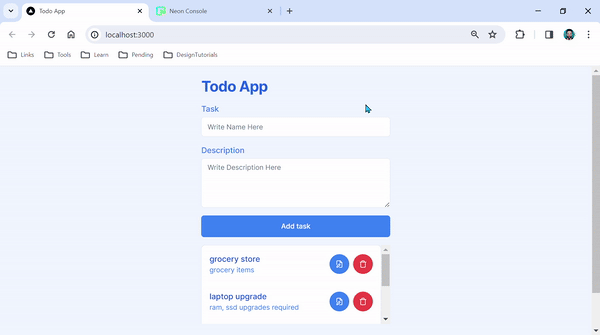 Todo App
Neon Console
localhost:3000
Links
Tools
Learn
Pending
DesignTutorials
Todo App
Task
Write Name Here
Description
Write Description Here
Add task
grocery store
grocery items
laptop upgrade
ram, ssd upgrades required